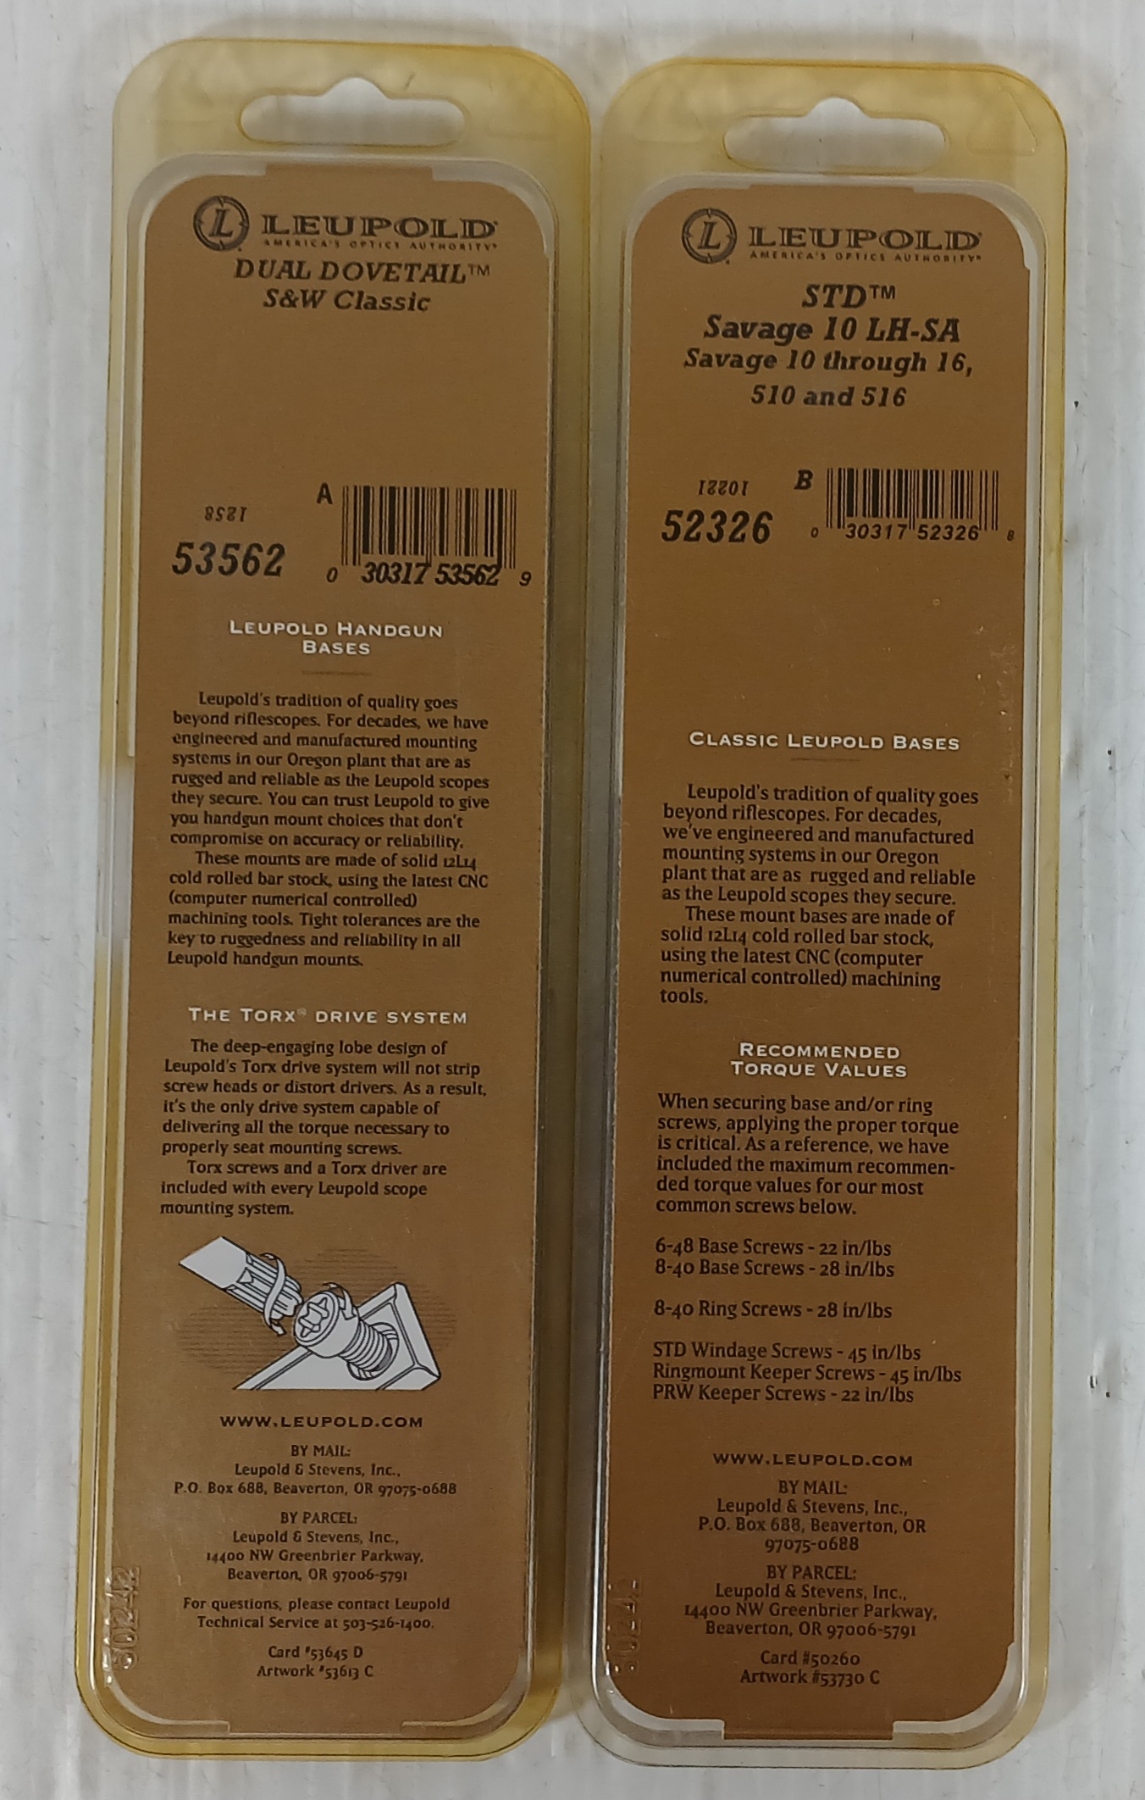 L LEUPOLD®
AMERICA'S OPTICS AUTHORITY®
DUAL DOVETAIL™
S&W Classic
1258
53562
A
0 30317 53562 9
LEUPOLD HANDGUN
BASES
Leupold's tradition of quality goes
beyond riflescopes. For decades, we have
engineered and manufactured mounting
systems in our Oregon plant that are as
rugged and reliable as the Leupold scopes
they secure. You can trust Leupold to give
you handgun mount choices that don't
compromise on accuracy or reliability.
These mounts are made of solid 12L14
cold rolled bar stock, using the latest CNC
(computer numerical controlled)
machining tools. Tight tolerances are the
key to ruggedness and reliability in all
Leupold handgun mounts.
THE TORX® DRIVE SYSTEM
The deep-engaging lobe design of
Leupold's Torx drive system will not strip
screw heads or distort drivers. As a result,
it's the only drive system capable of
delivering all the torque necessary to
properly seat mounting screws.
Torx screws and a Torx driver are
included with every Leupold scope
mounting system.
WWW.LEUPOLD.COM
BY MAIL:
Leupold & Stevens, Inc.,
P.O. Box 688, Beaverton, OR 97075-0688
BY PARCEL:
Leupold & Stevens, Inc.,
14400 NW Greenbrier Parkway,
Beaverton, OR 97006-5791
For questions, please contact Leupold
Technical Service at 503-526-1400.
Card #53645 D
Artwork #53613 C
30242
L LEUPOLD®
AMERICA'S OPTICS AUTHORITY®
STD™
Savage 10 LH-SA
Savage 10 through 16,
510 and 516
10221
52326
B
0 30317 52326 8
CLASSIC LEUPOLD BASES
Leupold's tradition of quality goes
beyond riflescopes. For decades,
we've engineered and manufactured
mounting systems in our Oregon
plant that are as rugged and reliable
as the Leupold scopes they secure.
These mount bases are made of
solid 12L14 cold rolled bar stock,
using the latest CNC (computer
numerical controlled) machining
tools.
RECOMMENDED
TORQUE VALUES
When securing base and/or ring
screws, applying the proper torque
is critical. As a reference, we have
included the maximum recommen-
ded torque values for our most
common screws below.
6-48 Base Screws - 22 in/lbs
8-40 Base Screws - 28 in/lbs
8-40 Ring Screws - 28 in/lbs
STD Windage Screws - 45 in/lbs
Ringmount Keeper Screws - 45 in/lbs
PRW Keeper Screws - 22 in/lbs
WWW.LEUPOLD.COM
BY MAIL:
Leupold & Stevens, Inc.,
P.O. Box 688, Beaverton, OR
97075-0688
BY PARCEL:
Leupold & Stevens, Inc.,
14400 NW Greenbrier Parkway,
Beaverton, OR 97006-5791
Card #50260
Artwork #53730 C
30242